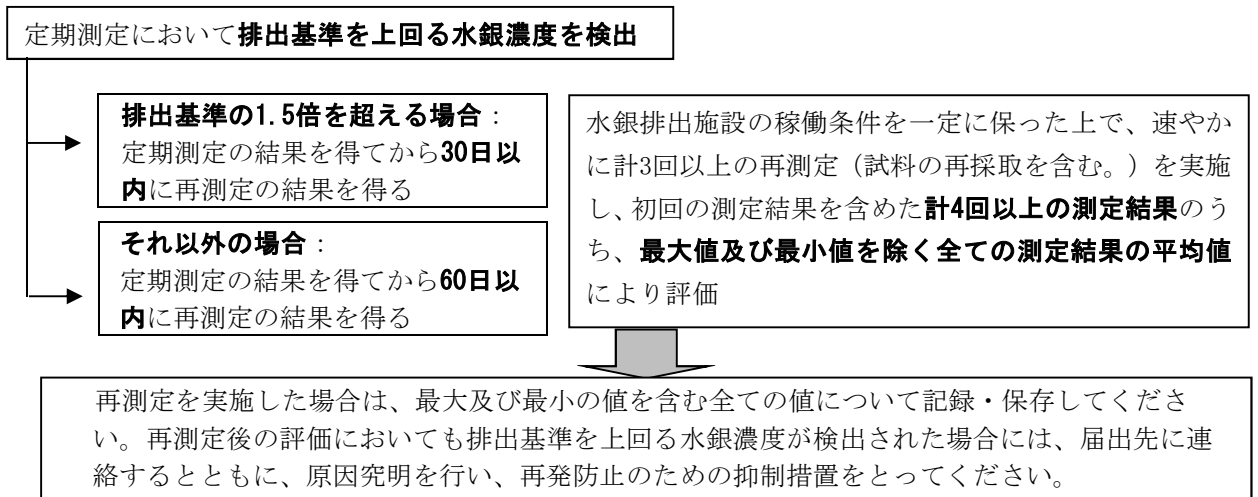 定期測定において排出基準を上回る水銀濃度を検出
排出基準の1.5倍を超える場合：
定期測定の結果を得てから30日以
内に再測定の結果を得る
それ以外の場合：
定期測定の結果を得てから60日以
内に再測定の結果を得る
水銀排出施設の稼働条件を一定に保った上で、速やか
に計3回以上の再測定（試料の再採取を含む。）を実施
し、初回の測定結果を含めた計4回以上の測定結果のう
ち、最大値及び最小値を除く全ての測定結果の平均値
により評価
再測定を実施した場合は、最大及び最小の値を含む全ての値について記録・保存してくださ
い。再測定後の評価においても排出基準を上回る水銀濃度が検出された場合には、届出先に連
絡するとともに、原因究明を行い、再発防止のための抑制措置をとってください。